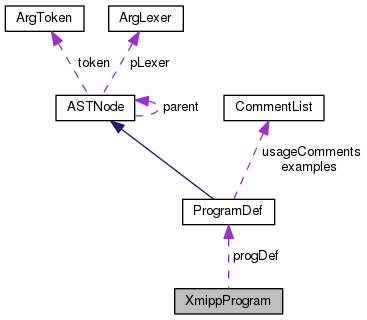 ArgToken
ArgLexer
token
pLexer
ASTNode
parent
CommentList
usageComments
examples
ProgramDef
progDef
XmippProgram